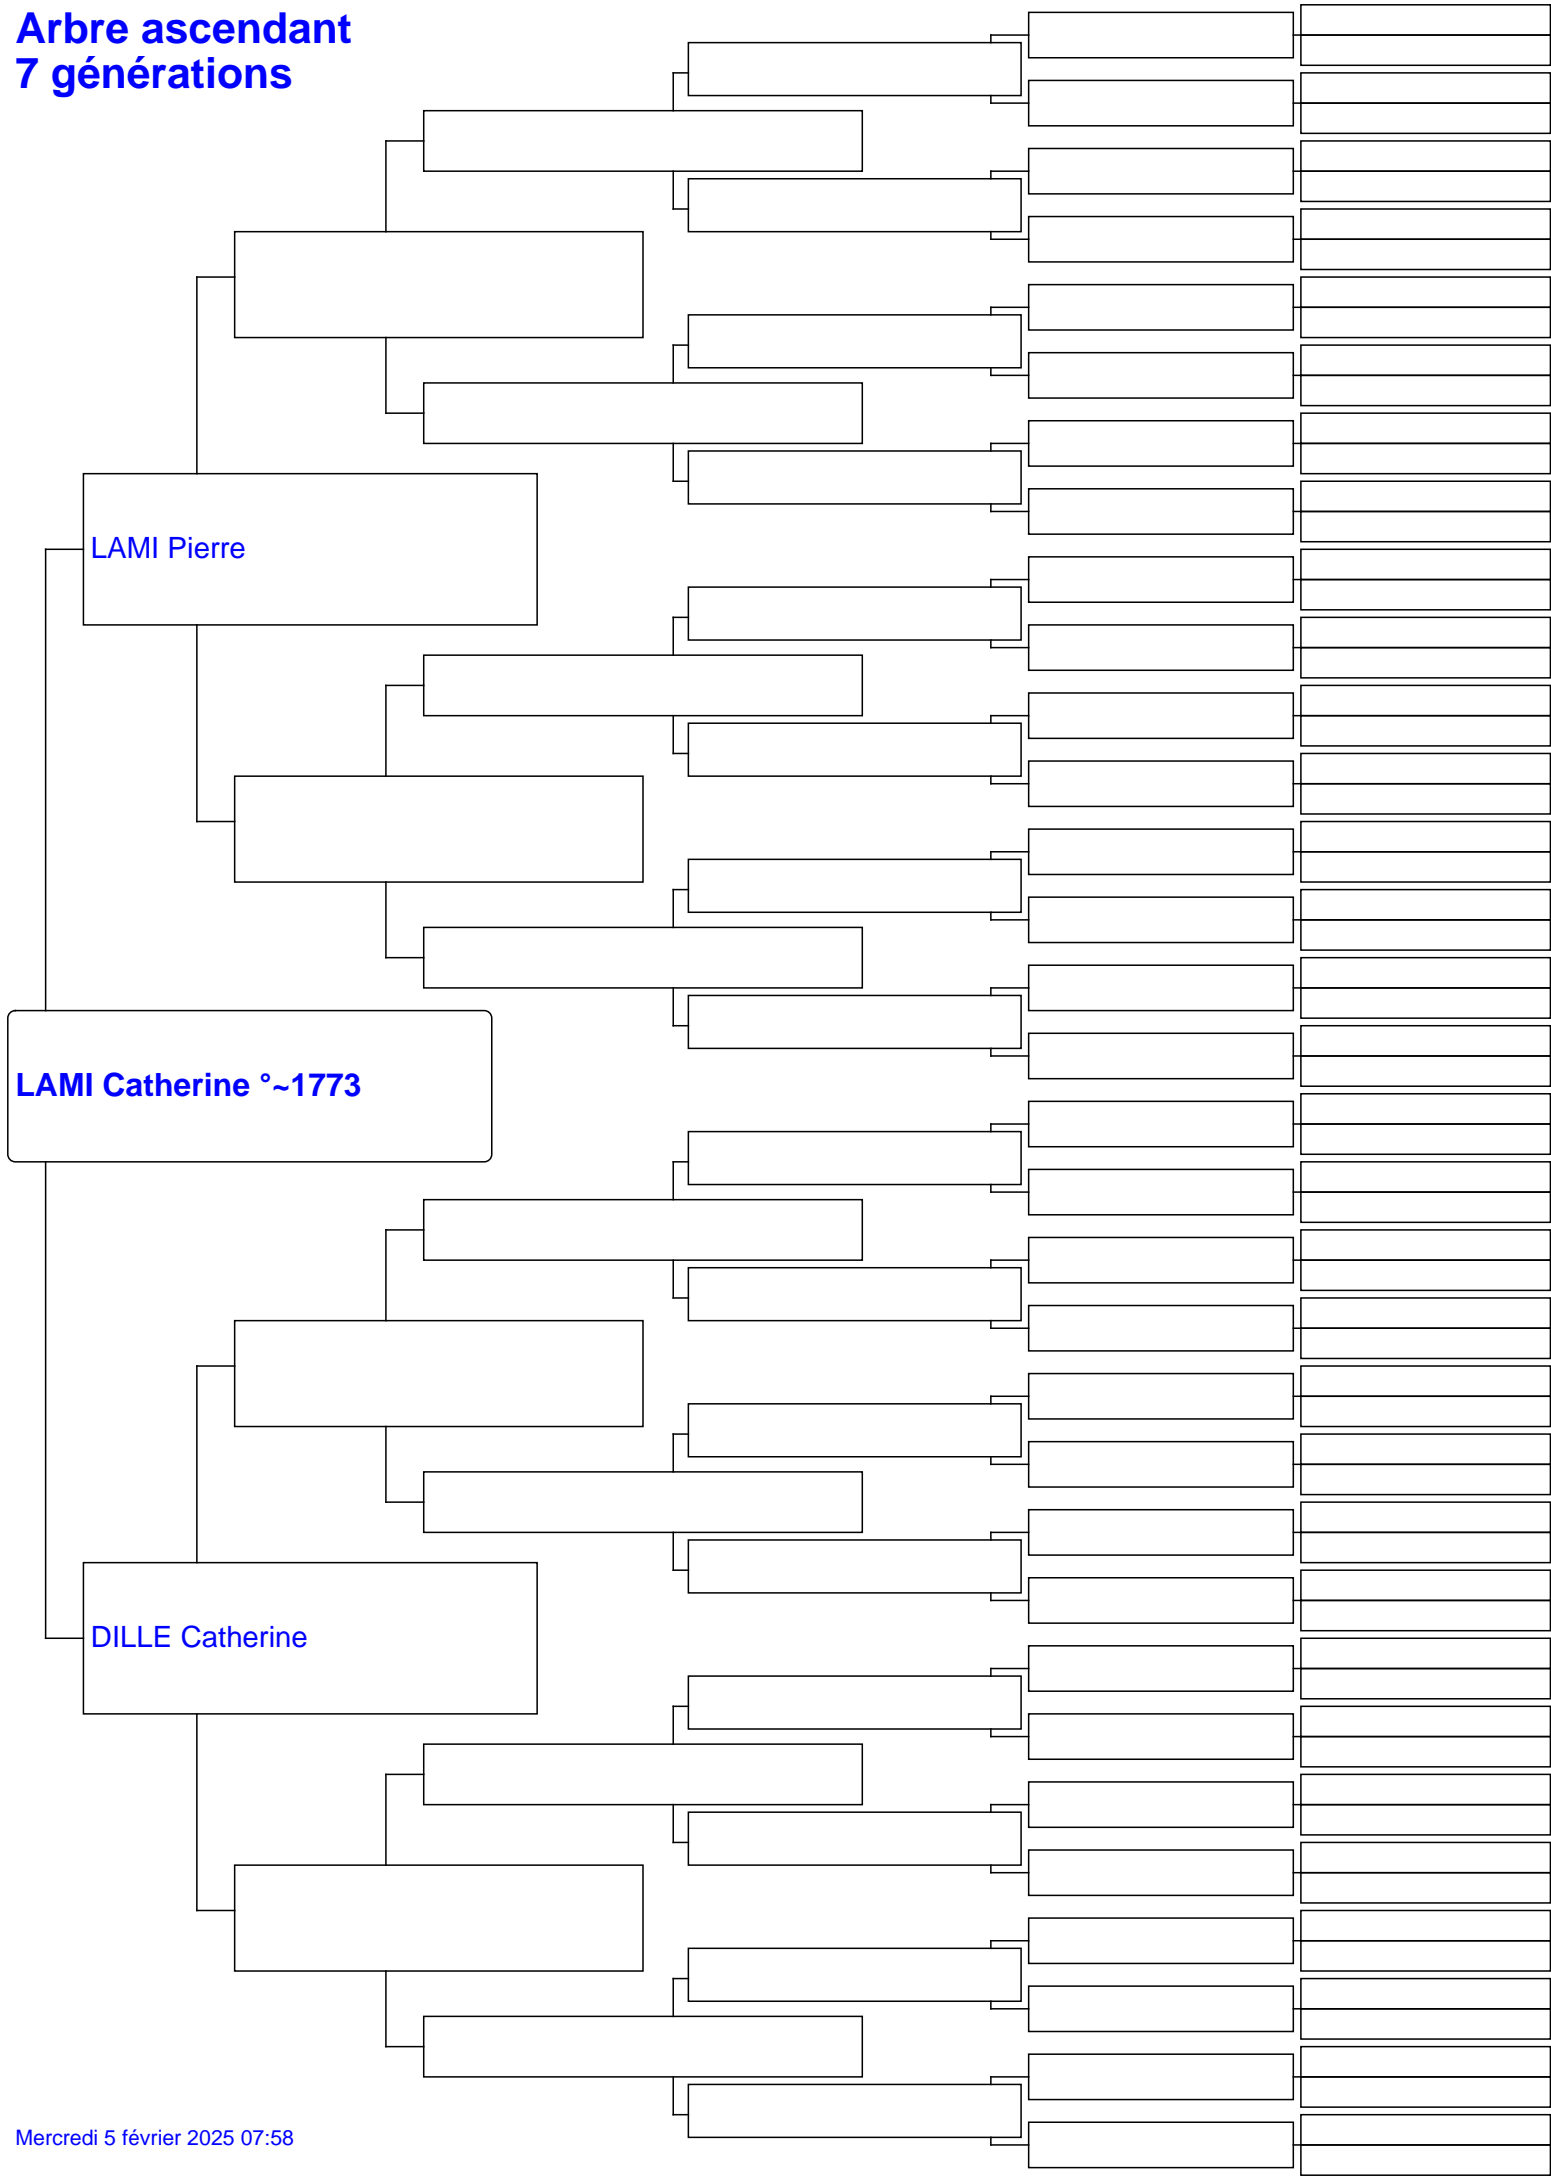 Arbre ascendant
7 générations
LAMI Pierre
LAMI Catherine °~1773
DILLE Catherine
Mercredi 5 février 2025 07:58